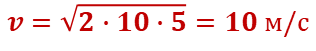 v = √2 · 10 · 5 = 10 м/с